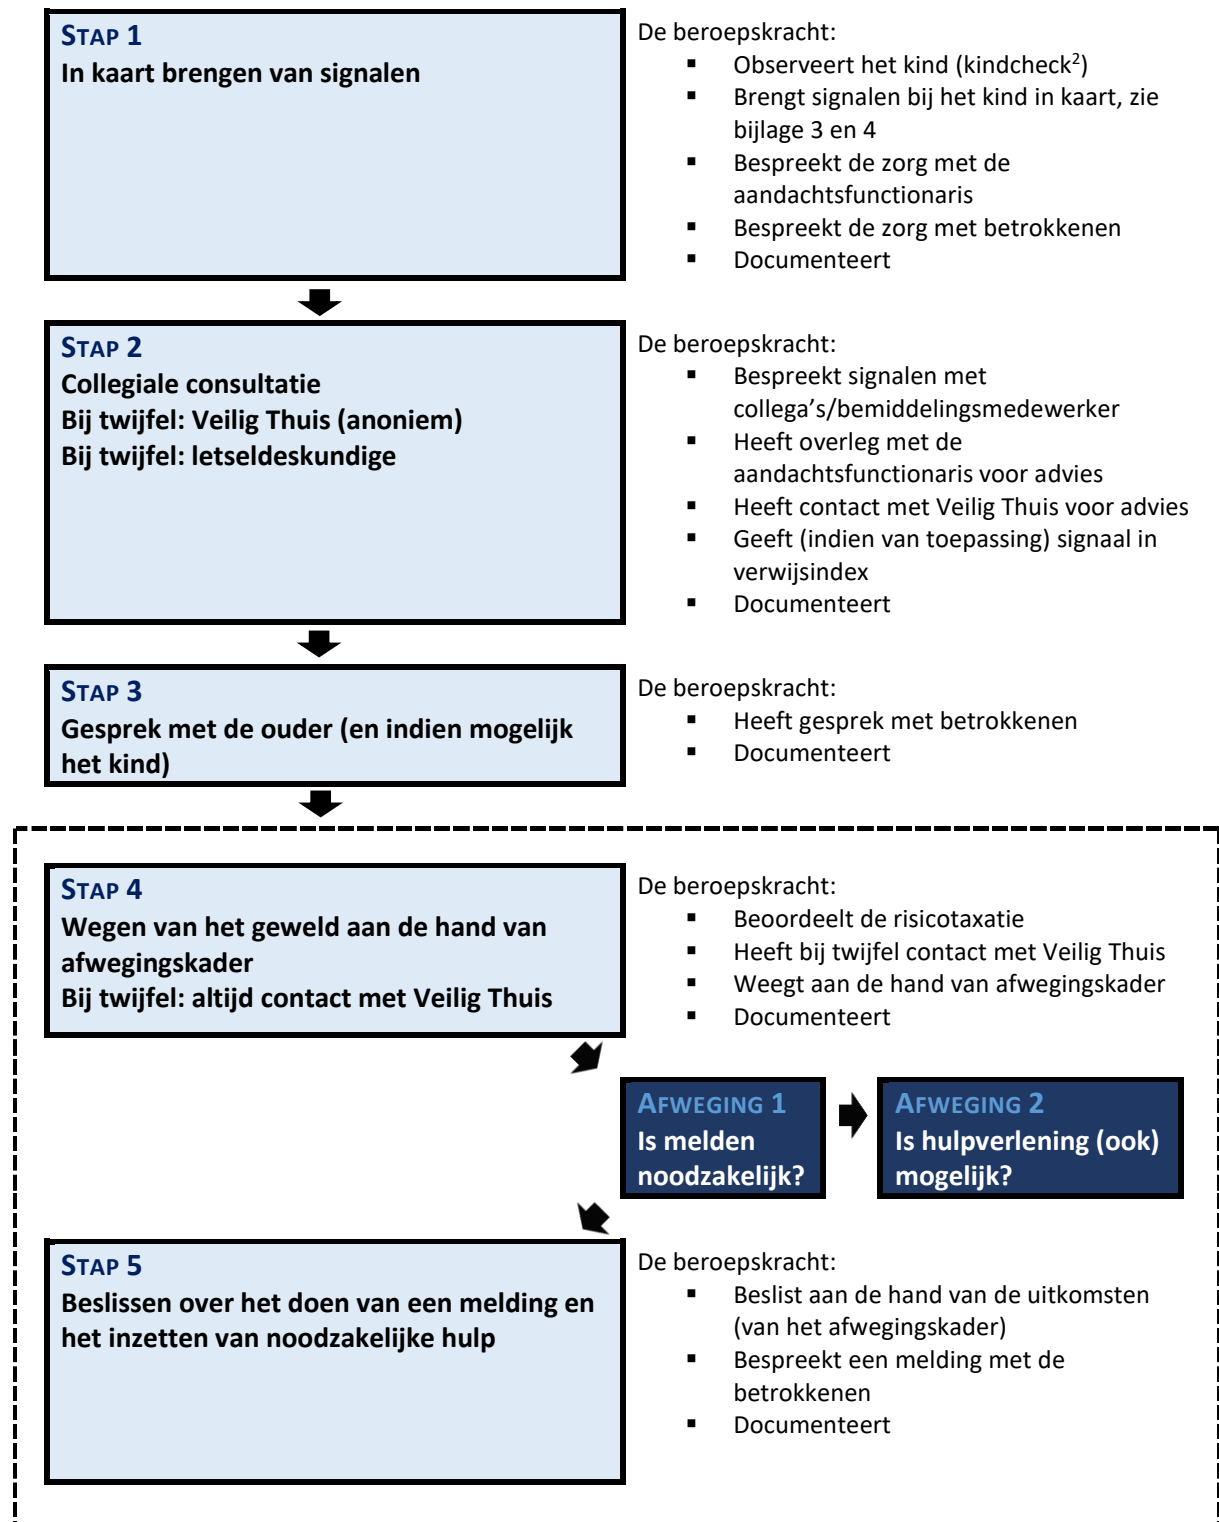 STAP 1
In kaart brengen van signalen
De beroepskracht:
▪ Observeert het kind (kindcheck²)
▪ Brengt signalen bij het kind in kaart, zie
bijlage 3 en 4
▪ Bespreekt de zorg met de
aandachtsfunctionaris
▪ Bespreekt de zorg met betrokkenen
▪ Documenteert
STAP 2
Collegiale consultatie
Bij twijfel: Veilig Thuis (anoniem)
Bij twijfel: letseldeskundige
De beroepskracht:
▪ Bespreekt signalen met
collega’s/bemiddelingsmedewerker
▪ Heeft overleg met de
aandachtsfunctionaris voor advies
▪ Heeft contact met Veilig Thuis voor advies
▪ Geeft (indien van toepassing) signaal in
verwijsindex
▪ Documenteert
STAP 3
Gesprek met de ouder (en indien mogelijk
het kind)
De beroepskracht:
▪ Heeft gesprek met betrokkenen
▪ Documenteert
STAP 4
Wegen van het geweld aan de hand van
afwegingskader
Bij twijfel: altijd contact met Veilig Thuis
De beroepskracht:
▪ Beoordeelt de risicotaxatie
▪ Heeft bij twijfel contact met Veilig Thuis
▪ Weegt aan de hand van afwegingskader
▪ Documenteert
AFWEGING 1
Is melden
noodzakelijk?
AFWEGING 2
Is hulpverlening (ook)
mogelijk?
STAP 5
Beslissen over het doen van een melding en
het inzetten van noodzakelijke hulp
De beroepskracht:
▪ Beslist aan de hand van de uitkomsten
(van het afwegingskader)
▪ Bespreekt een melding met de
betrokkenen
▪ Documenteert